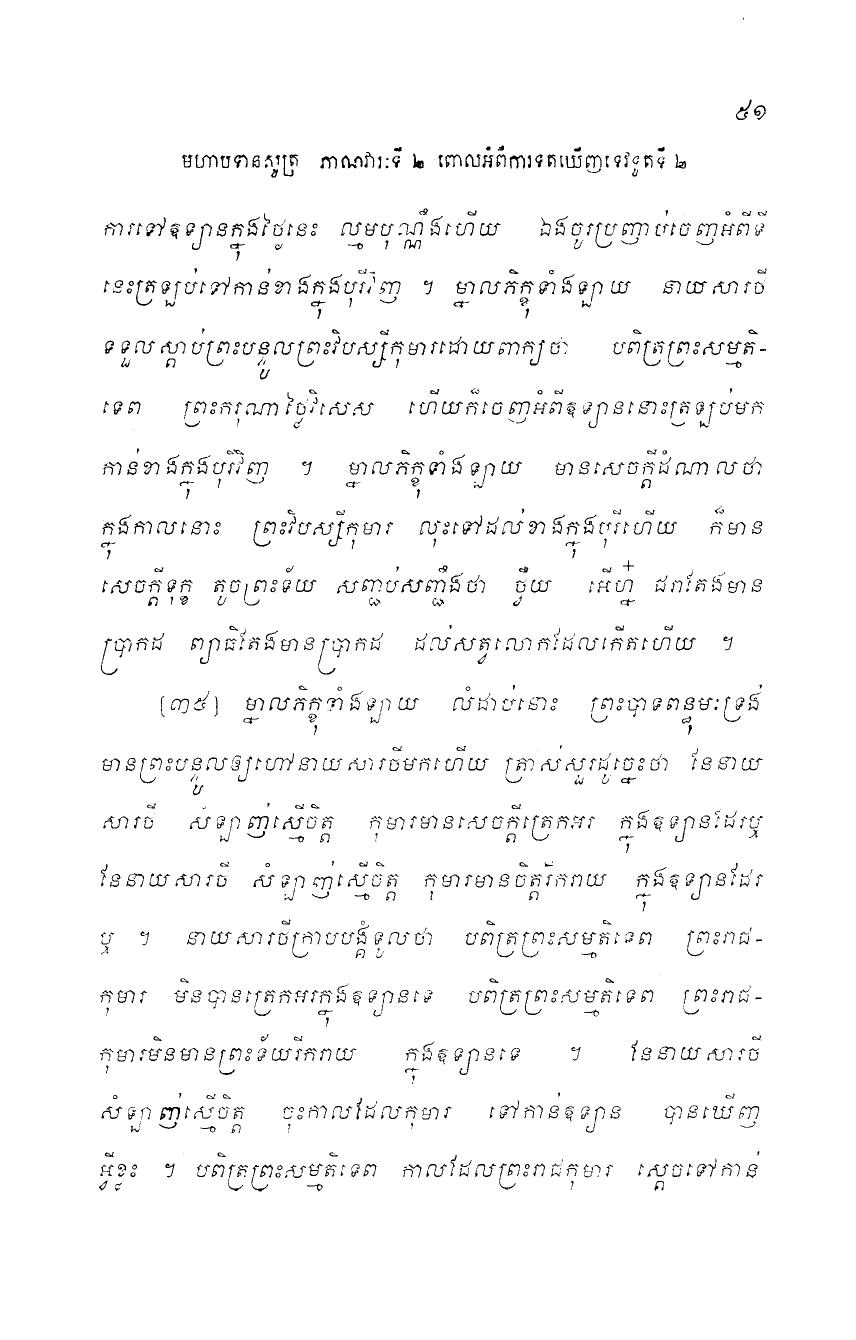 ៥១
មហាបទានសូត្រ ភាណវារៈទី ២ ពោលអំពីការទតឃើញទេវទូតទី ២
ការទៅឧទ្យានក្នុងថ្ងៃនេះ ល្មមប៉ុណ្ណឹងហើយ ឯងចូរប្រញាប់ចេញអំពីទី
នេះត្រឡប់ទៅកាន់ខាងក្នុងបុរីវិញ ។ ម្នាលភិក្ខុទាំងឡាយ នាយសារថី
ទទួលស្តាប់ព្រះបន្ទូលព្រះវិបស្សីកុមារដោយពាក្យថា បពិត្រព្រះសម្មតិ-
ទេព ព្រះករុណាថ្ងៃវិសេស ហើយក៏ចេញអំពីឧទ្យាននោះត្រឡប់មក
កាន់ខាងក្នុងបុរីវិញ ។ ម្នាលភិក្ខុទាំងឡាយ មានសេចក្តីដំណាលថា
ក្នុងកាលនោះ ព្រះវិបស្សីកុមារ លុះទៅដល់ខាងក្នុងបុរីហើយ ក៏មាន
សេចក្តីទុក្ខ តូចព្រះទ័យ សញ្ជប់សញ្ជឹងថា ធ្វឺយ អើហ្ន៎ ជរាតែងមាន
ប្រាកដ ព្យាធិតែងមានប្រាកដ ដល់សត្វលោកដែលកើតហើយ ។
[៣៥] ម្នាលភិក្ខុទាំងឡាយ លំដាប់នោះ ព្រះបាទពន្ធុមៈទ្រង់
មានព្រះបន្ទូលឲ្យហៅនាយសារថីមកហើយ ត្រាស់សួរដូច្នេះថា នែនាយ
សារថី សំឡាញ់ស្មើចិត្ត កុមារមានសេចក្តីត្រេកអរ ក្នុងឧទ្យានដែរឬ
នែនាយសារថី សំឡាញ់ស្មើចិត្ត កុមារមានចិត្តរីករាយ ក្នុងឧទ្យានដែរ
ឬ ។ នាយសារថីក្រាបបង្គំទូលថា បពិត្រព្រះសម្មតិទេព ព្រះរាជ-
កុមារ មិនបានត្រេកអរក្នុងឧទ្យានទេ បពិត្រព្រះសម្មតិទេព ព្រះរាជ-
កុមារមិនមានព្រះទ័យរីករាយ ក្នុងឧទ្យានទេ ។ នែនាយសារថី
សំឡាញ់ស្មើចិត្ត ចុះកាលដែលកុមារ ទៅកាន់ឧទ្យាន បានឃើញ
អ្វីខ្លះ ។ បពិត្រព្រះសម្មតិទេព កាលដែលព្រះរាជកុមារ ស្តេចទៅកាន់